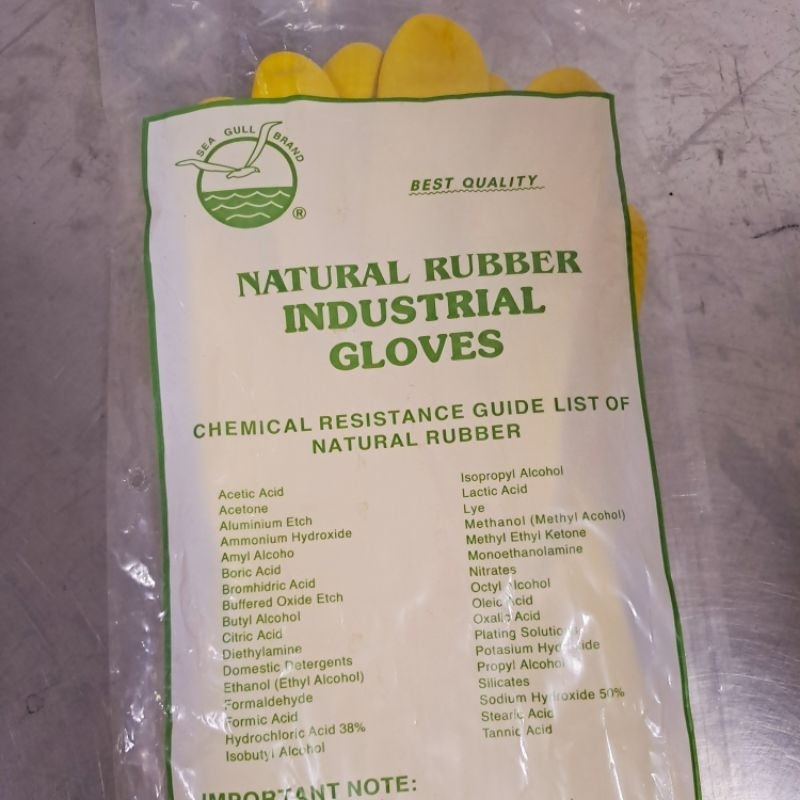 SEA GULL BRAND
®
BEST QUALITY
NATURAL RUBBER
INDUSTRIAL
GLOVES
CHEMICAL RESISTANCE GUIDE LIST OF
NATURAL RUBBER
Acetic Acid
Acetone
Aluminium Etch
Ammonium Hydroxide
Amyl Alcoho
Boric Acid
Bromhidric Acid
Buffered Oxide Etch
Butyl Alcohol
Citric Acid
Diethylamine
Domestic Detergents
Ethanol (Ethyl Alcohol)
Formaldehyde
Formic Acid
Hydrochloric Acid 38%
Isobutyl Alcohol
Isopropyl Alcohol
Lactic Acid
Lye
Methanol (Methyl Acohol)
Methyl Ethyl Ketone
Monoethanolamine
Nitrates
Octyl Alcohol
Oleic Acid
Oxalic Acid
Plating Solutions
Potasium Hydroxide
Propyl Alcohol
Silicates
Sodium Hydroxide 50%
Stearic Acid
Tannic Acid
IMPORTANT NOTE: